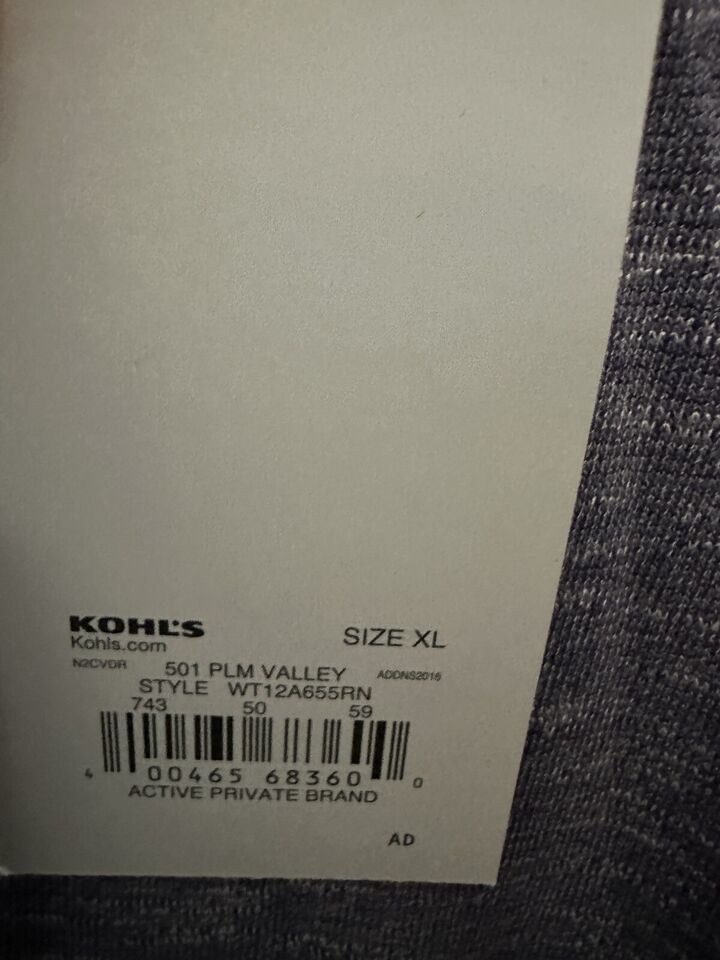 KOHL'S
Kohls.com
SIZE XL
N2CVDR 501 PLM VALLEY ADDNS2016
STYLE WT12A655RN
743 50 59
4 00465 68360 0
ACTIVE PRIVATE BRAND
AD